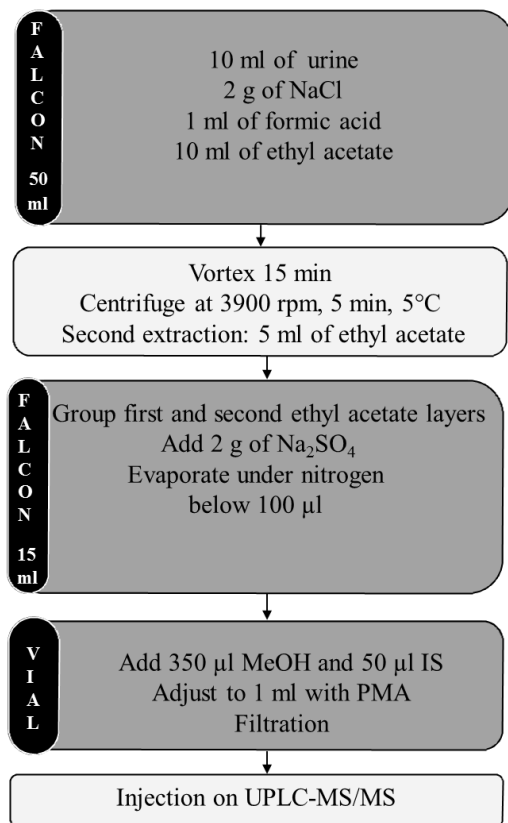 FALCON 50 ml
10 ml of urine
2 g of NaCl
1 ml of formic acid
10 ml of ethyl acetate
Vortex 15 min
Centrifuge at 3900 rpm, 5 min, 5°C
Second extraction: 5 ml of ethyl acetate
FALCON 15 ml
Group first and second ethyl acetate layers
Add 2 g of Na₂SO₄
Evaporate under nitrogen
below 100 µl
VIAL
Add 350 µl MeOH and 50 µl IS
Adjust to 1 ml with PMA
Filtration
Injection on UPLC-MS/MS